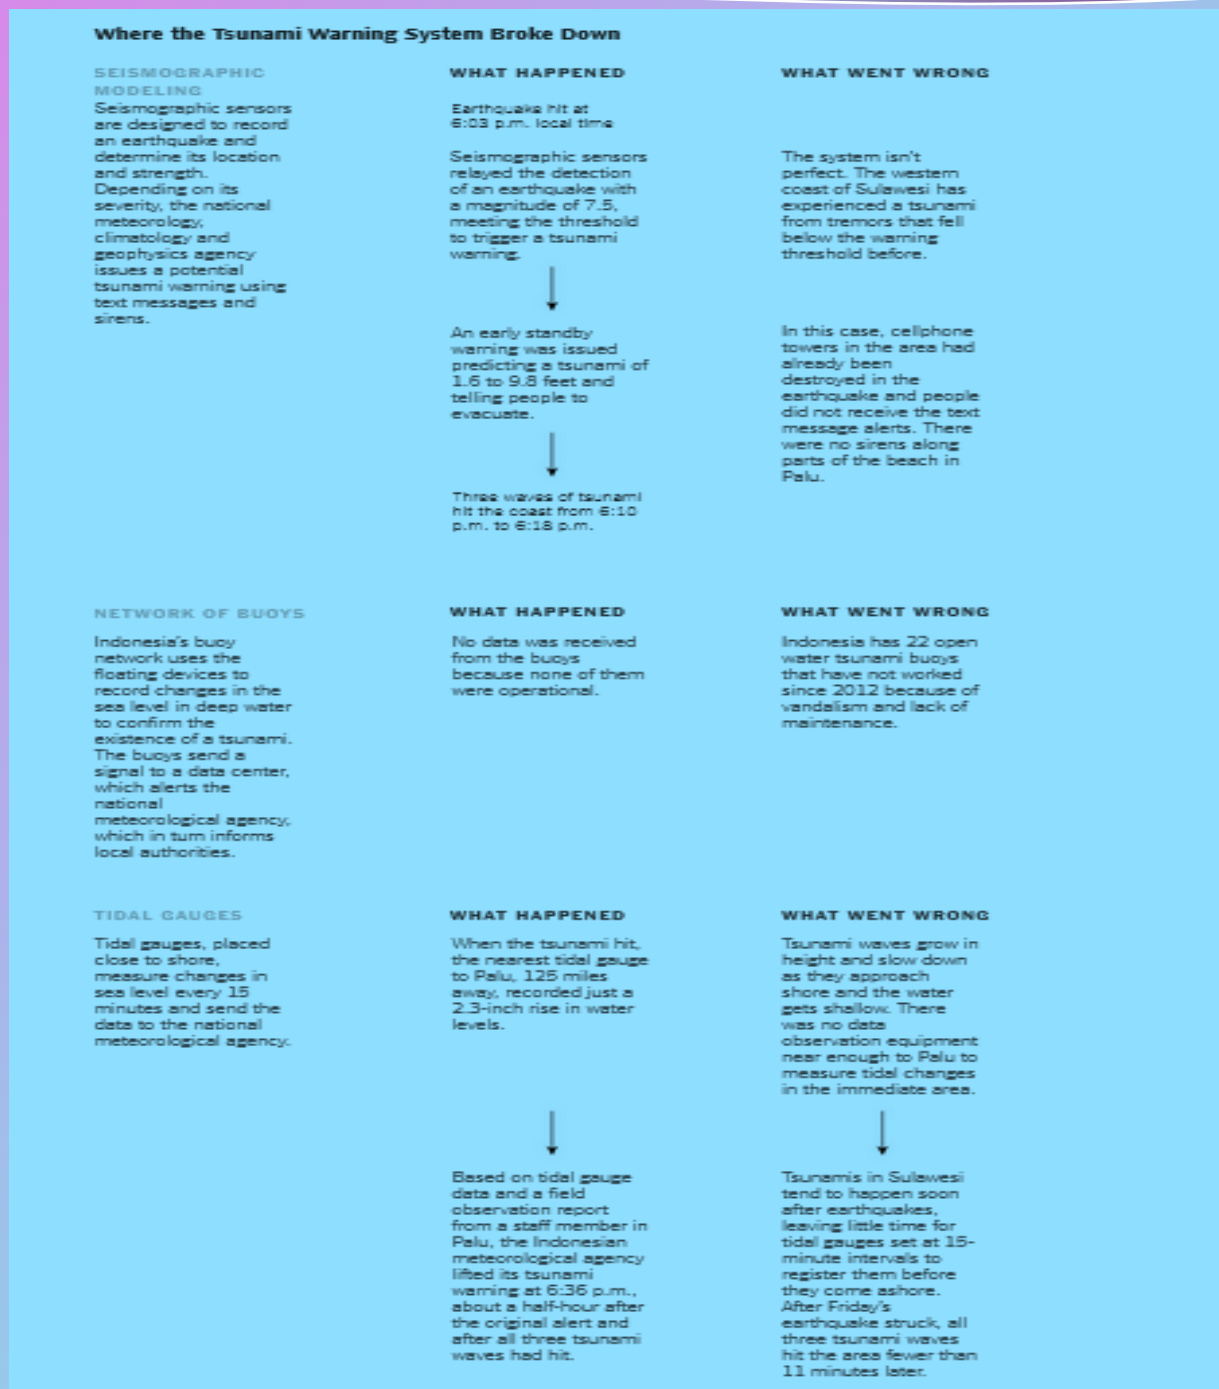 Where the Tsunami Warning System Broke Down
SEISMOGRAPHIC
MODELING
Seismographic sensors
are designed to record
an earthquake and
determine its location
and strength.
Depending on its
severity, the national
meteorology,
climatology and
geophysics agency
issues a potential
tsunami warning using
text messages and
sirens.
WHAT HAPPENED
Earthquake hit at
6:03 p.m. local time
Seismographic sensors
relayed the detection
of an earthquake with
a magnitude of 7.5,
meeting the threshold
to trigger a tsunami
warning.
An early standby
warning was issued
predicting a tsunami of
1.6 to 9.8 feet and
telling people to
evacuate.
Three waves of tsunami
hit the coast from 6:10
p.m. to 6:18 p.m.
WHAT WENT WRONG
The system isn't
perfect. The western
coast of Sulawesi has
experienced a tsunami
from tremors that fell
below the warning
threshold before.
In this case, cellphone
towers in the area had
already been
destroyed in the
earthquake and people
did not receive the text
message alerts. There
were no sirens along
parts of the beach in
Palu.
NETWORK OF BUOYS
Indonesia's buoy
network uses the
floating devices to
record changes in the
sea level in deep water
to confirm the
existence of a tsunami.
The buoys send a
signal to a data center,
which alerts the
national
meteorological agency,
which in turn informs
local authorities.
WHAT HAPPENED
No data was received
from the buoys
because none of them
were operational.
WHAT WENT WRONG
Indonesia has 22 open
water tsunami buoys
that have not worked
since 2012 because of
vandalism and lack of
maintenance.
TIDAL GAUGES
Tidal gauges, placed
close to shore,
measure changes in
sea level every 15
minutes and send the
data to the national
meteorological agency.
WHAT HAPPENED
When the tsunami hit,
the nearest tidal gauge
to Palu, 125 miles
away, recorded just a
2.3-inch rise in water
levels.
Based on tidal gauge
data and a field
observation report
from a staff member in
Palu, the Indonesian
meteorological agency
lifted its tsunami
warning at 6:36 p.m.,
about a half-hour after
the original alert and
after all three tsunami
waves had hit.
WHAT WENT WRONG
Tsunami waves grow in
height and slow down
as they approach
shore and the water
gets shallow. There
was no data
observation equipment
near enough to Palu to
measure tidal changes
in the immediate area.
Tsunamis in Sulawesi
tend to happen soon
after earthquakes,
leaving little time for
tidal gauges set at 15-
minute intervals to
register them before
they come ashore.
After Friday's
earthquake struck, all
three tsunami waves
hit the area fewer than
11 minutes later.